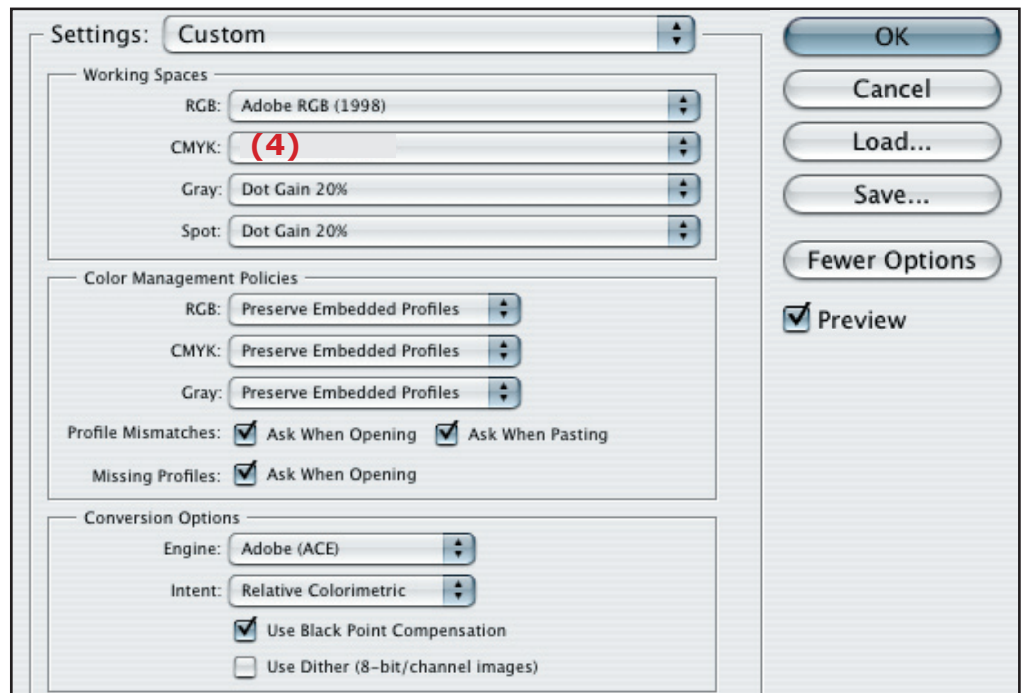 Settings: Custom
OK
Working Spaces
Cancel
RGB: Adobe RGB (1998)
CMYK: (4)
Load...
Gray: Dot Gain 20%
Save...
Spot: Dot Gain 20%
Fewer Options
Color Management Policies
RGB: Preserve Embedded Profiles
Preview
CMYK: Preserve Embedded Profiles
Gray: Preserve Embedded Profiles
Profile Mismatches: Ask When Opening Ask When Pasting
Missing Profiles: Ask When Opening
Conversion Options
Engine: Adobe (ACE)
Intent: Relative Colorimetric
Use Black Point Compensation
Use Dither (8-bit/channel images)